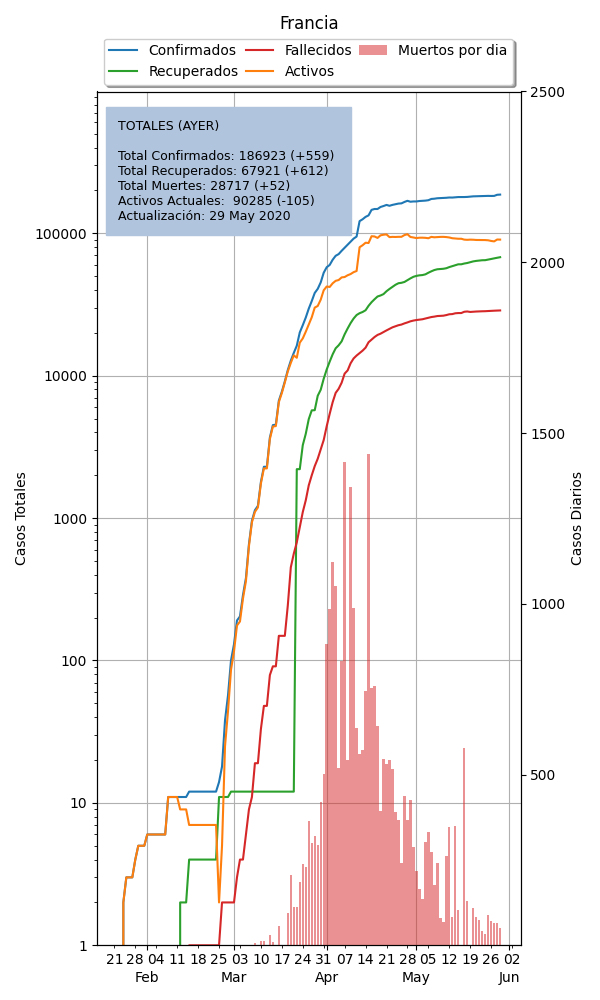 Francia
Confirmados
Fallecidos
Muertos por dia
Recuperados
Activos
TOTALES (AYER)
Total Confirmados: 186923 (+559)
Total Recuperados: 67921 (+612)
Total Muertes: 28717 (+52)
Activos Actuales:  90285 (-105)
Actualización: 29 May 2020
100000
10000
1000
100
10
1
Casos Totales
2500
2000
1500
1000
500
Casos Diarios
21 28 04 11 18 25 03 10 17 24 31 07 14 21 28 05 12 19 26 02
Feb Mar Apr May Jun